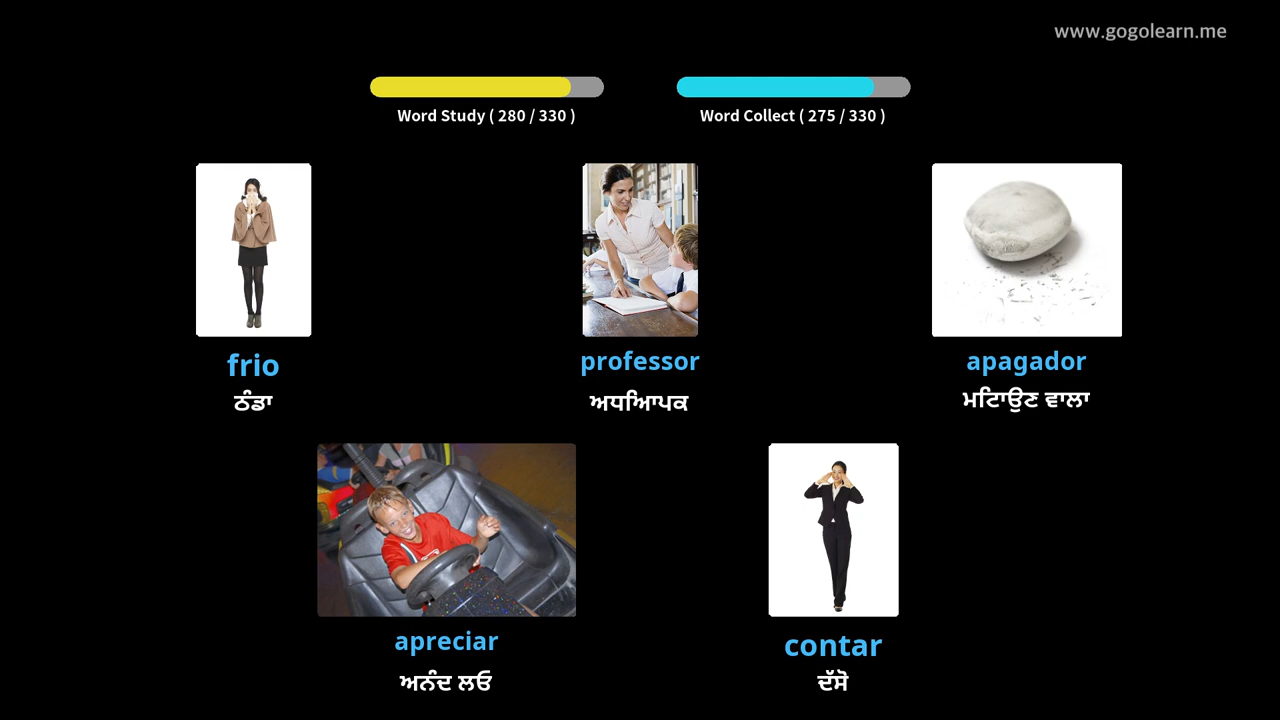 www.gogolearn.me
Word Study ( 280 / 330 )
Word Collect ( 275 / 330 )
frio
professor
apagador
ਠੰਡਾ
ਅਧਿਆਪਕ
ਮਿਟਾਉਣ ਵਾਲਾ
apreciar
contar
ਅਨੰਦ ਲਓ
ਦੱਸੋ